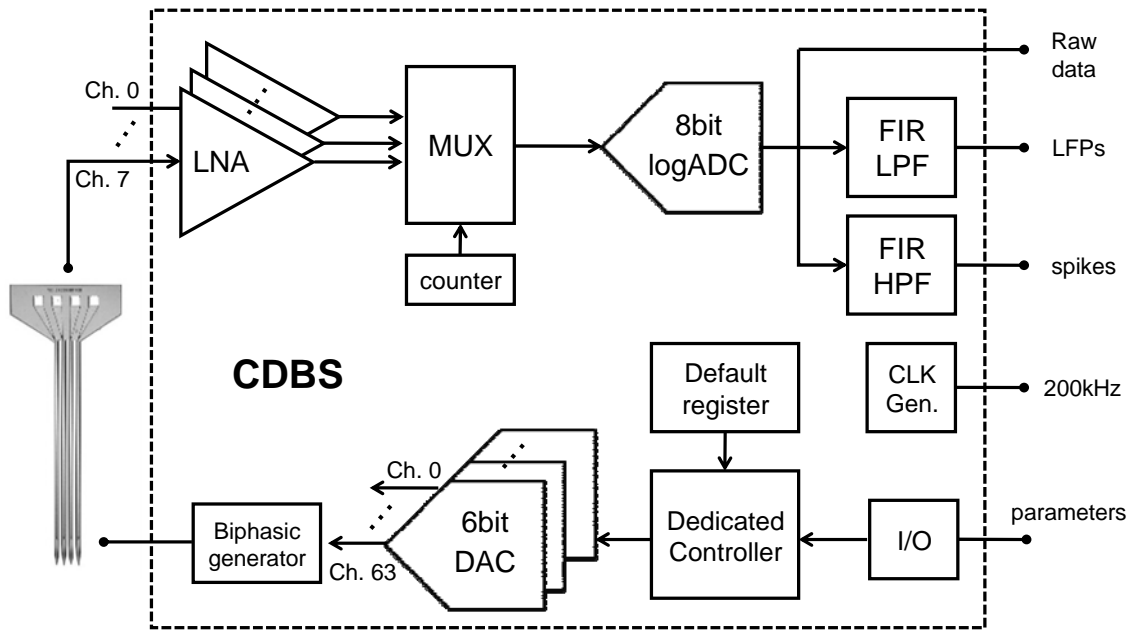 Ch. 0
Ch. 7
LNA
MUX
counter
8bit
logADC
FIR
LPF
FIR
HPF
Raw
data
LFPs
spikes
CDBS
Default
register
CLK
Gen.
200kHz
Ch. 0
Ch. 63
Biphasic
generator
6bit
DAC
Dedicated
Controller
I/O
parameters